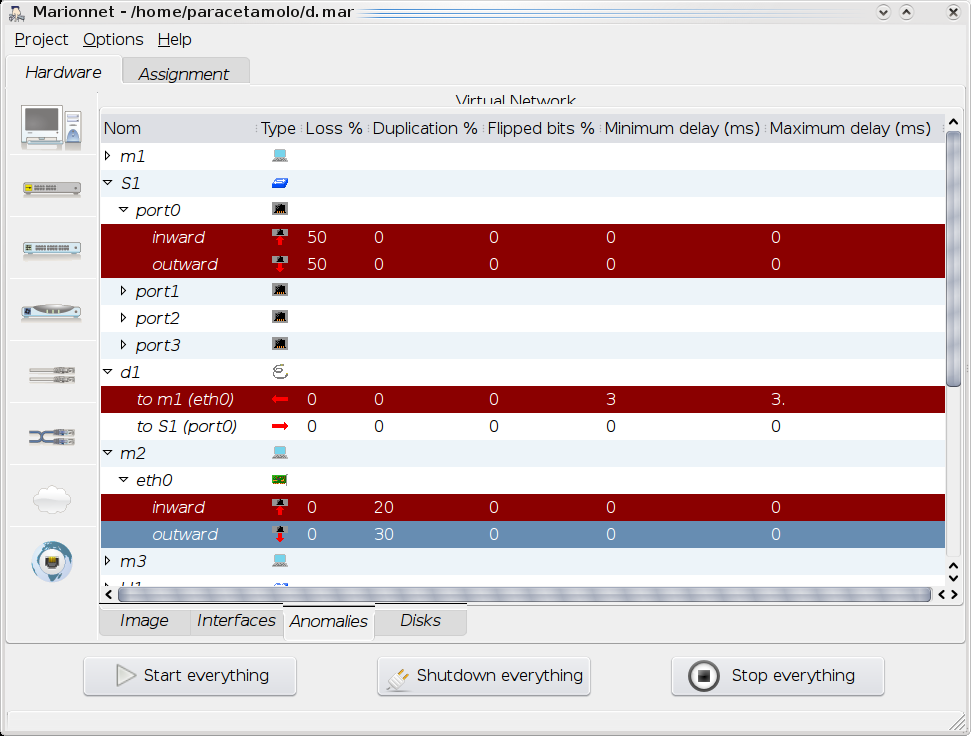 Marionnet - /home/paracetamolo/d.mar
Project Options Help
Hardware Assignment
Virtual Network
Nom Type Loss % Duplication % Flipped bits % Minimum delay (ms) Maximum delay (ms)
m1
S1
port0
inward 50 0 0 0 0
outward 50 0 0 0 0
port1
port2
port3
d1
to m1 (eth0) 0 0 0 3 3.
to S1 (port0) 0 0 0 0 0
m2
eth0
inward 0 20 0 0 0
outward 0 30 0 0 0
m3
Image Interfaces Anomalies Disks
Start everything Shutdown everything Stop everything